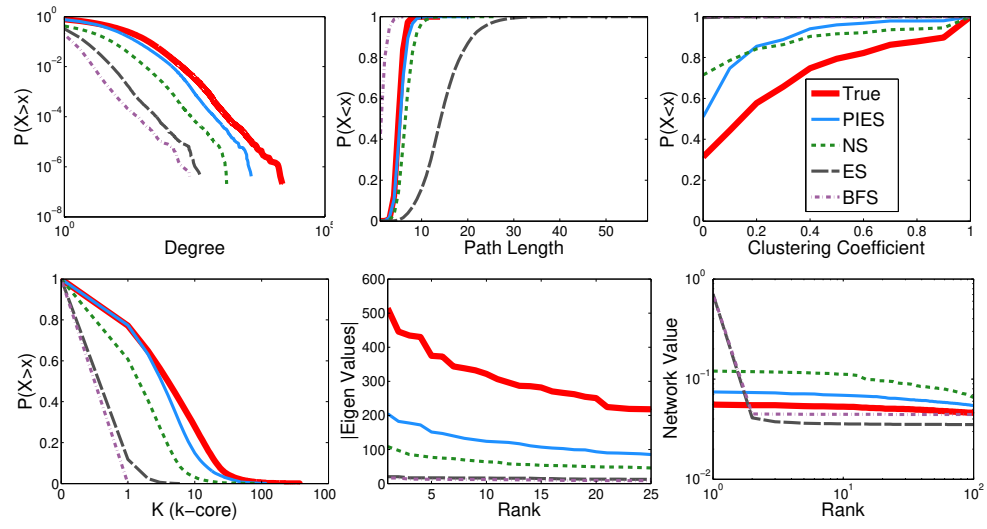 10^0
10^-2
10^-4
10^-6
10^-8
P(X>x)
10^0
Degree
1
0.8
0.6
0.4
0.2
0
P(X<x)
10 20 30 40 50
Path Length
1
0.8
0.6
0.4
0.2
0
P(X<x)
0 0.2 0.4 0.6 0.8 1
Clustering Coefficient
True
PIES
NS
ES
BFS
1
0.8
0.6
0.4
0.2
0
P(X>x)
0 1 10 100 100
K (k-core)
600
500
400
300
200
100
0
|Eigen Values|
5 10 15 20 25
Rank
10^0
10^-1
10^-2
Network Value
10^0 10^1 10^2
Rank